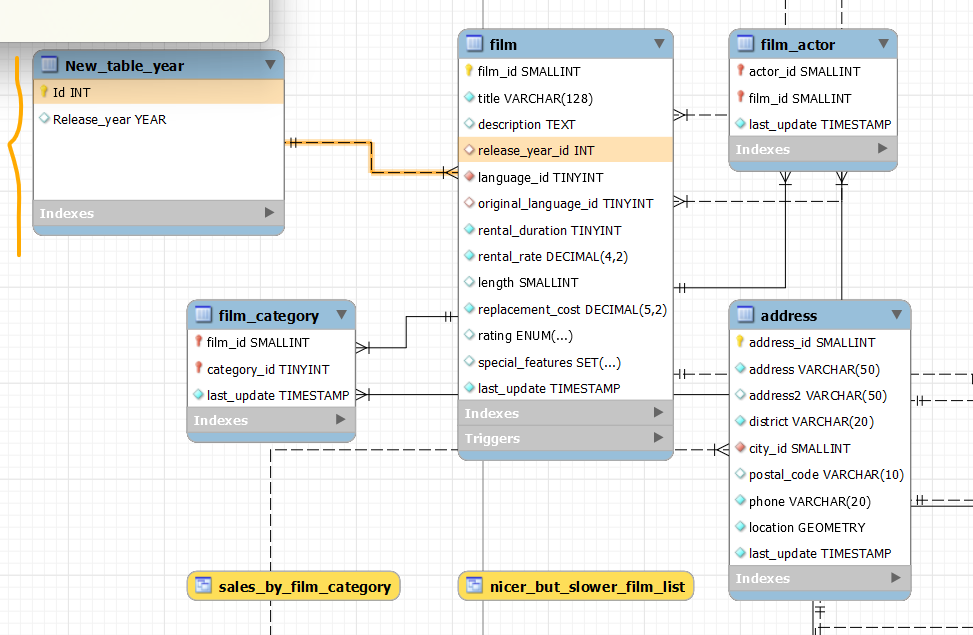 New_table_year
Id INT
Release_year YEAR
Indexes
film
film_id SMALLINT
title VARCHAR(128)
description TEXT
release_year_id INT
language_id TINYINT
original_language_id TINYINT
rental_duration TINYINT
rental_rate DECIMAL(4,2)
length SMALLINT
replacement_cost DECIMAL(5,2)
rating ENUM(...)
special_features SET(...)
last_update TIMESTAMP
Indexes
Triggers
film_actor
actor_id SMALLINT
film_id SMALLINT
last_update TIMESTAMP
Indexes
film_category
film_id SMALLINT
category_id TINYINT
last_update TIMESTAMP
Indexes
address
address_id SMALLINT
address VARCHAR(50)
address2 VARCHAR(50)
district VARCHAR(20)
city_id SMALLINT
postal_code VARCHAR(10)
phone VARCHAR(20)
location GEOMETRY
last_update TIMESTAMP
Indexes
sales_by_film_category
nicer_but_slower_film_list